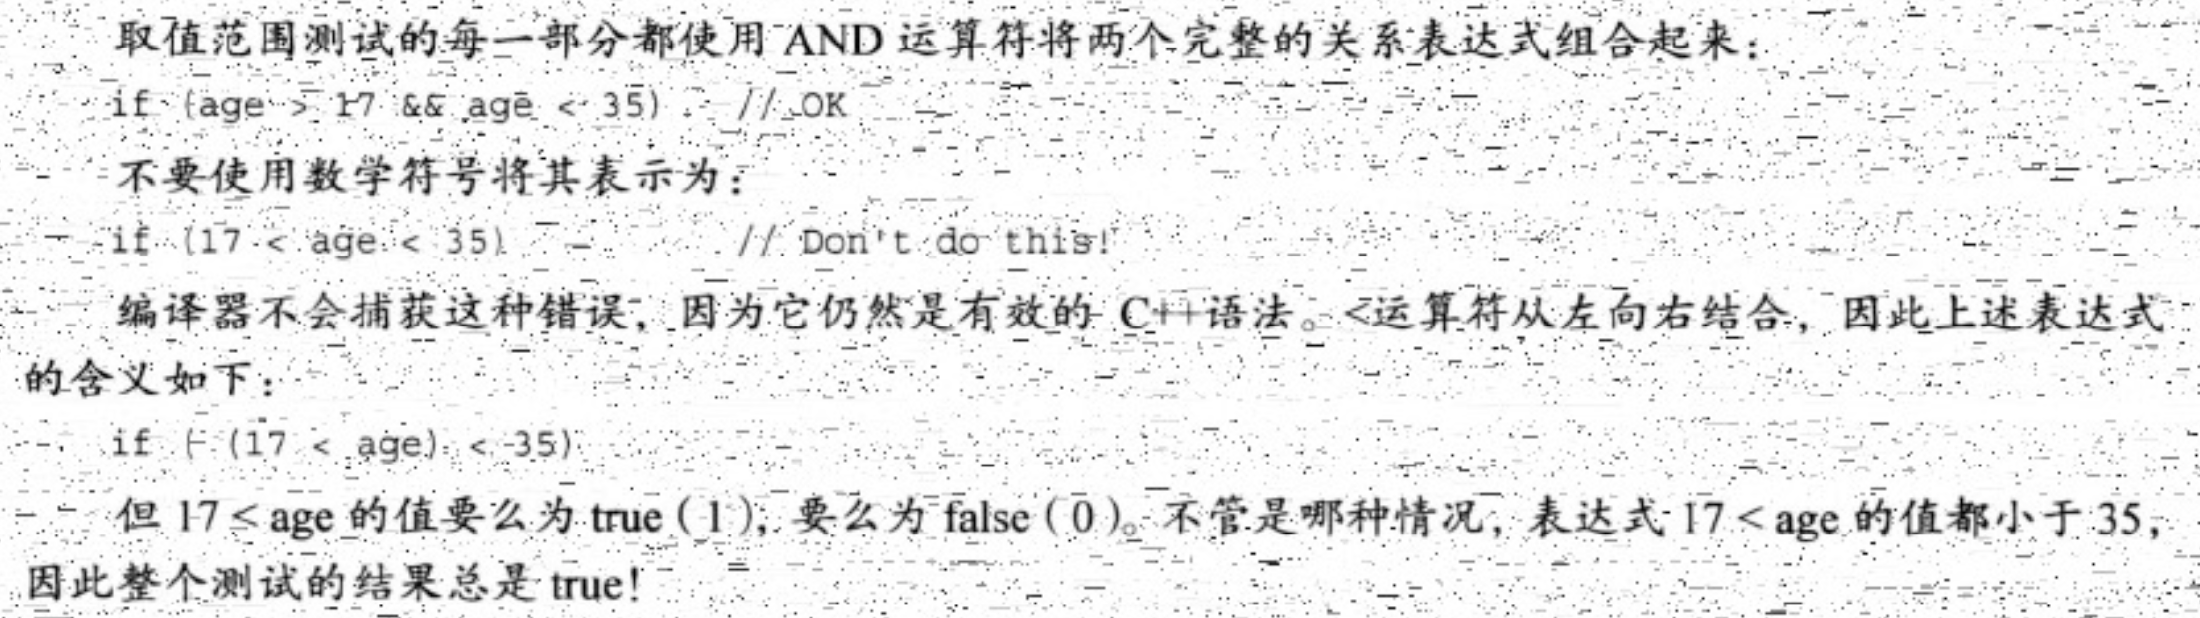 取值范围测试的每一部分都使用 AND 运算符将两个完整的关系表达式组合起来：
if (age > 17 && age < 35)   // OK
不要使用数学符号将其表示为：
if (17 < age < 35)          // Don't do this!
编译器不会捕获这种错误，因为它仍然是有效的 C++语法。<运算符从左向右结合，因此上述表达式
的含义如下：
if ( (17 < age) < 35)
但 17 < age 的值要么为 true（1），要么为 false（0）。不管是哪种情况，表达式 17 < age 的值都小于 35，
因此整个测试的结果总是 true！